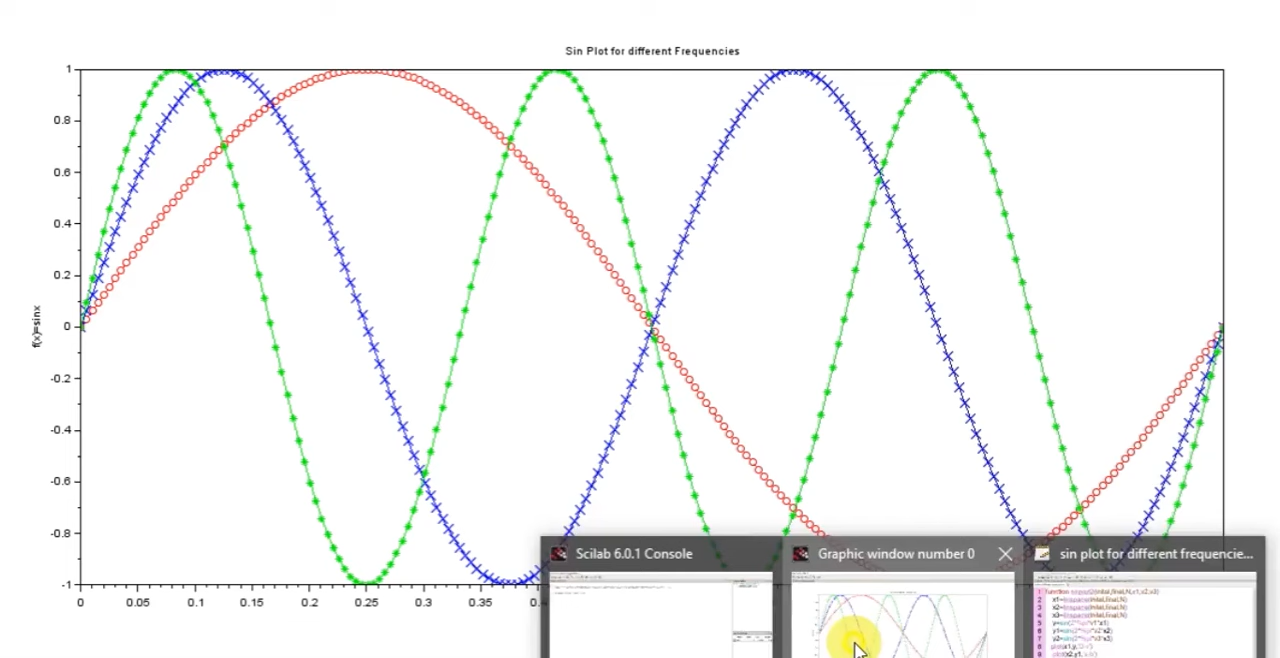 Sin Plot for different Frequencies
1
0.8
0.6
0.4
0.2
0
-0.2
-0.4
-0.6
-0.8
-1
f(x)=sinx
0 0.05 0.1 0.15 0.2 0.25 0.3 0.35 0.4
Scilab 6.0.1 Console
Graphic window number 0
sin plot for different frequencie...